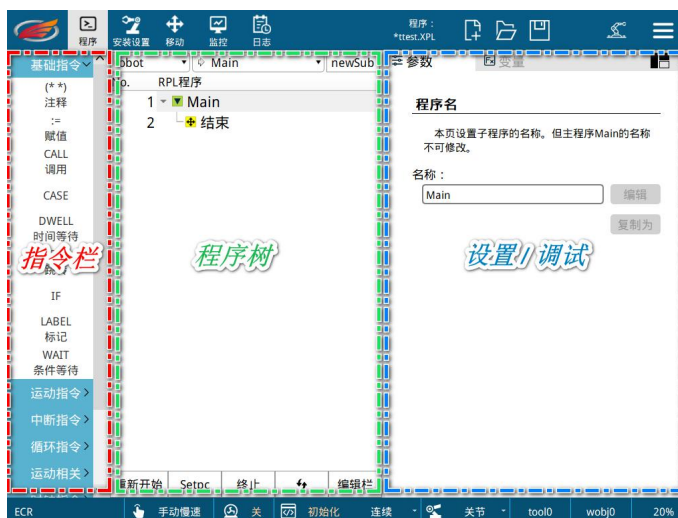 程序：
*ttest.XPL
程序 安装设置 移动 监控 日志
基础指令
(* *)
注释
:=
赋值
CALL
调用
CASE
DWELL
时间等待
IF
LABEL
标记
WAIT
条件等待
运动指令
中断指令
循环指令
运动相关
指令栏
Main newSub
RPL程序
1 Main
2 结束
程序树
重新开始 Setpc 终止 编辑栏
参数 变量
程序名
本页设置子程序的名称。但主程序Main的名称
不可修改。
名称：
Main 编辑
复制为
设置 / 调试
ECR 手动慢速 关 初始化 连续 关节 tool0 wobj0 20%